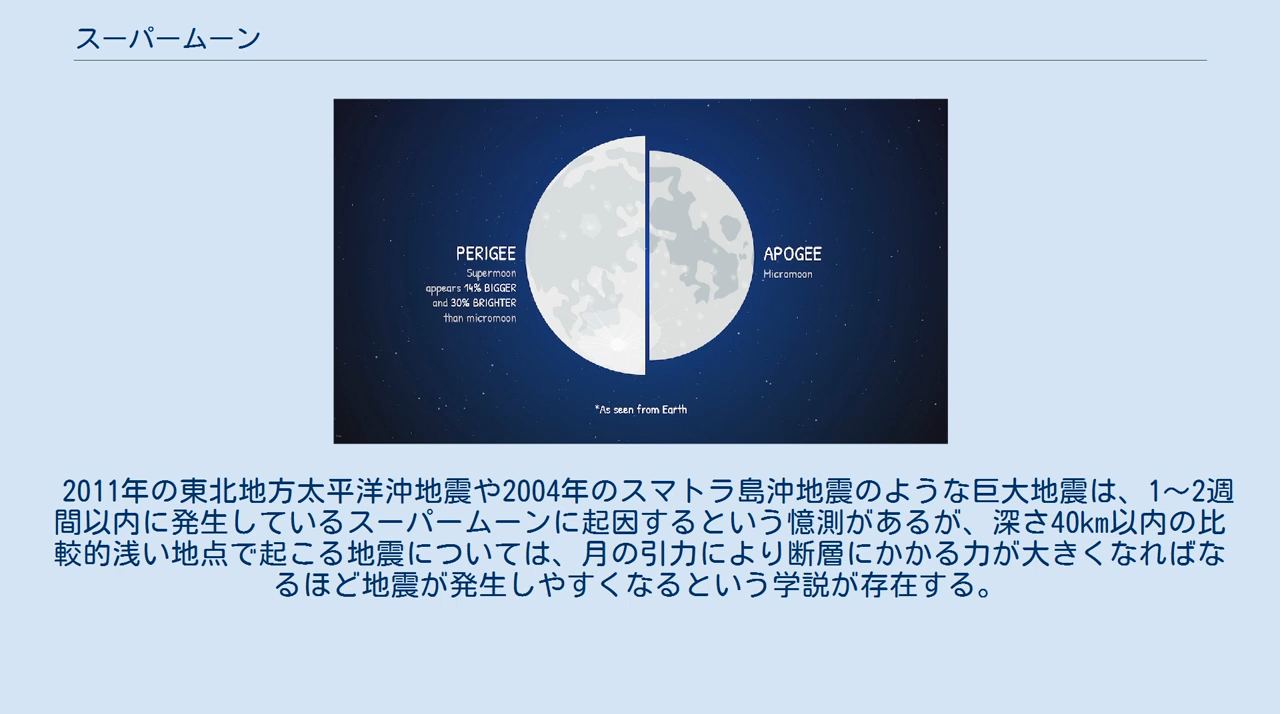 スーパームーン
PERIGEE
Supermoon
appears 14% BIGGER
and 30% BRIGHTER
than micromoon
APOGEE
Micromoon
*As seen from Earth
2011年の東北地方太平洋沖地震や2004年のスマトラ島沖地震のような巨大地震は、1～2週
間以内に発生しているスーパームーンに起因するという憶測があるが、深さ40km以内の比
較的浅い地点で起こる地震については、月の引力により断層にかかる力が大きくなればな
るほど地震が発生しやすくなるという学説が存在する。